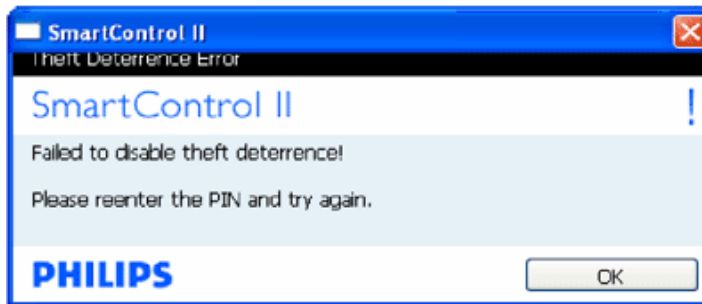 SmartControl II
Theft Deterrence Error
SmartControl II
!
Failed to disable theft deterrence!
Please reenter the PIN and try again.
PHILIPS
OK